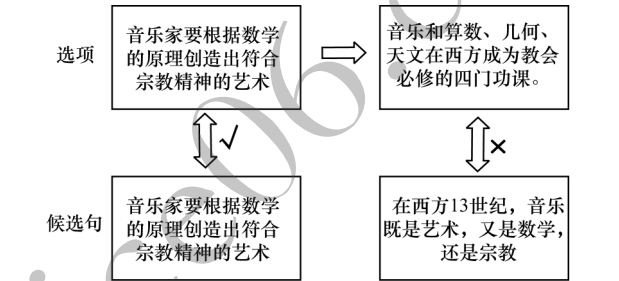 选项
音乐家要根据数学
的原理创造出符合
宗教精神的艺术
音乐和算数、几何、
天文在西方成为教会
必修的四门功课。
√
×
候选句
音乐家要根据数学
的原理创造出符合
宗教精神的艺术
在西方13世纪，音乐
既是艺术，又是数学，
还是宗教